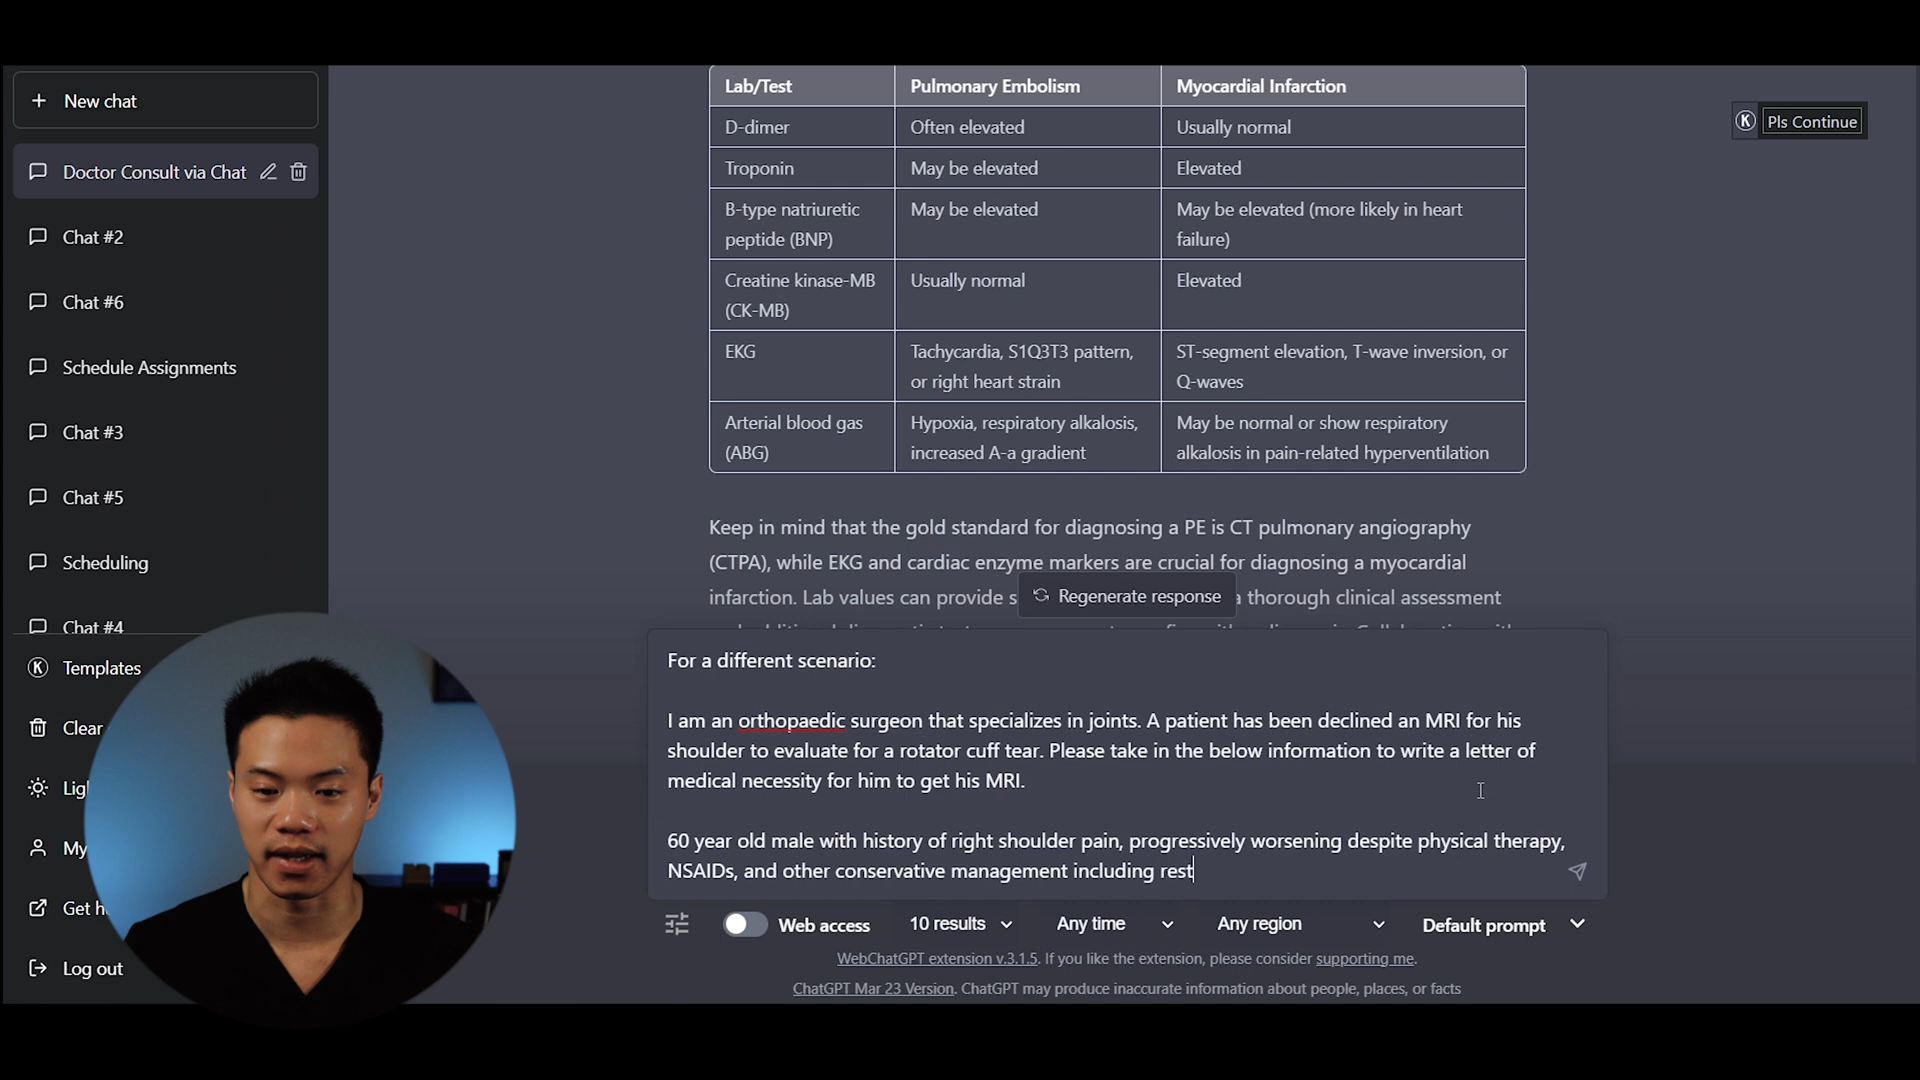 New chat
Doctor Consult via Chat
Chat #2
Chat #6
Schedule Assignments
Chat #3
Chat #5
Scheduling
Chat #4
Templates
Clear
My
Log out
Lab/Test Pulmonary Embolism Myocardial Infarction
D-dimer Often elevated Usually normal
Troponin May be elevated Elevated
B-type natriuretic May be elevated May be elevated (more likely in heart
peptide (BNP) failure)
Creatine kinase-MB Usually normal Elevated
(CK-MB)
EKG Tachycardia, S1Q3T3 pattern, ST-segment elevation, T-wave inversion, or
or right heart strain Q-waves
Arterial blood gas Hypoxia, respiratory alkalosis, May be normal or show respiratory
(ABG) increased A-a gradient alkalosis in pain-related hyperventilation
K Pls Continue
Keep in mind that the gold standard for diagnosing a PE is CT pulmonary angiography
(CTPA), while EKG and cardiac enzyme markers are crucial for diagnosing a myocardial
infarction. Lab values can provide a thorough clinical assessment
Regenerate response
For a different scenario:
I am an orthopaedic surgeon that specializes in joints. A patient has been declined an MRI for his
shoulder to evaluate for a rotator cuff tear. Please take in the below information to write a letter of
medical necessity for him to get his MRI.
60 year old male with history of right shoulder pain, progressively worsening despite physical therapy,
NSAIDs, and other conservative management including rest
Web access 10 results Any time Any region Default prompt
WebChatGPT extension v.3.1.5. If you like the extension, please consider supporting me.
ChatGPT Mar 23 Version. ChatGPT may produce inaccurate information about people, places, or facts